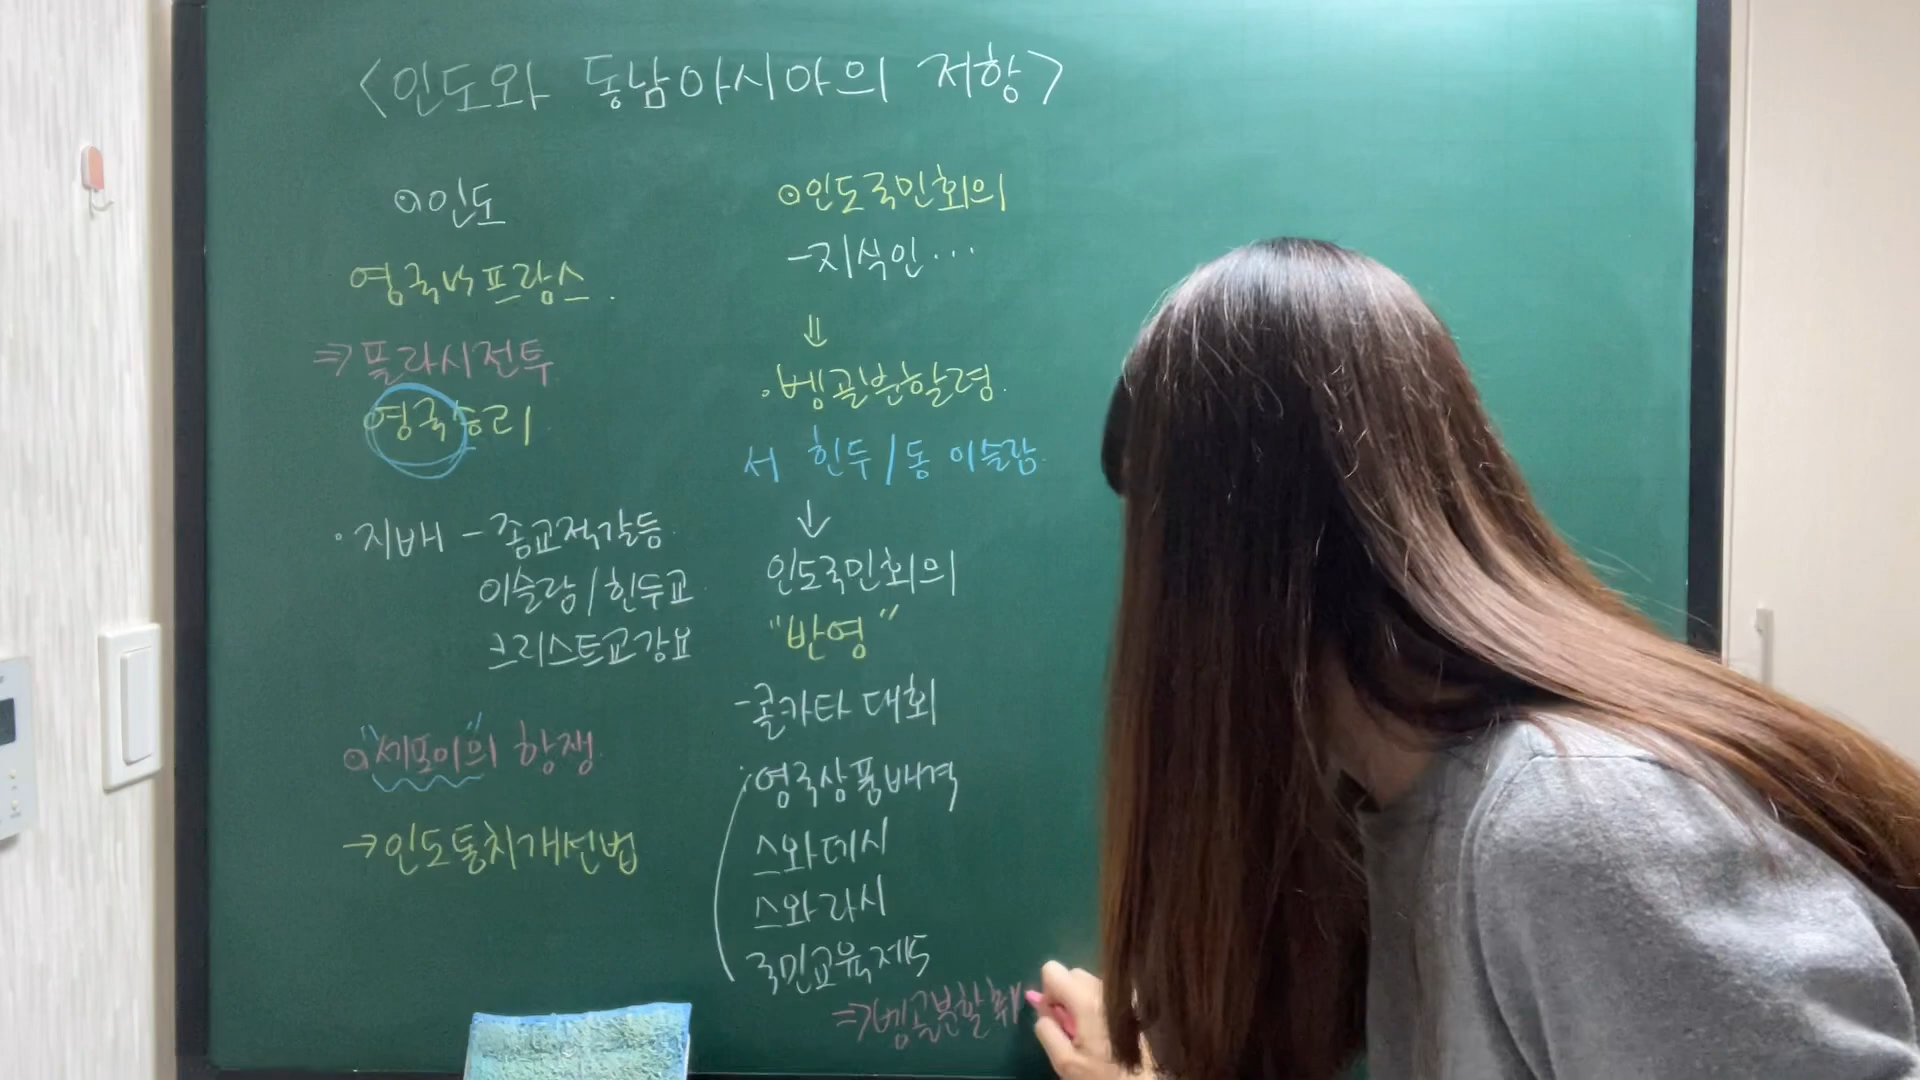 <인도와 동남아시아의 저항>
⊙인도
영국 vs 프랑스.
⇒플라시전투
영국승리
·지배 - 종교적갈등
이슬람/힌두교
크리스트교강요
⊙"세포이"의 항쟁
→인도통치개선법
⊙인도국민회의
-지식인...
⇓
·벵골분할령
서 힌두/동 이슬람
↓
인도국민회의
"반영"
-콜카타 대회
·영국상품배격
스와데시
스와라시
국민교육제5
⇒벵골분할취